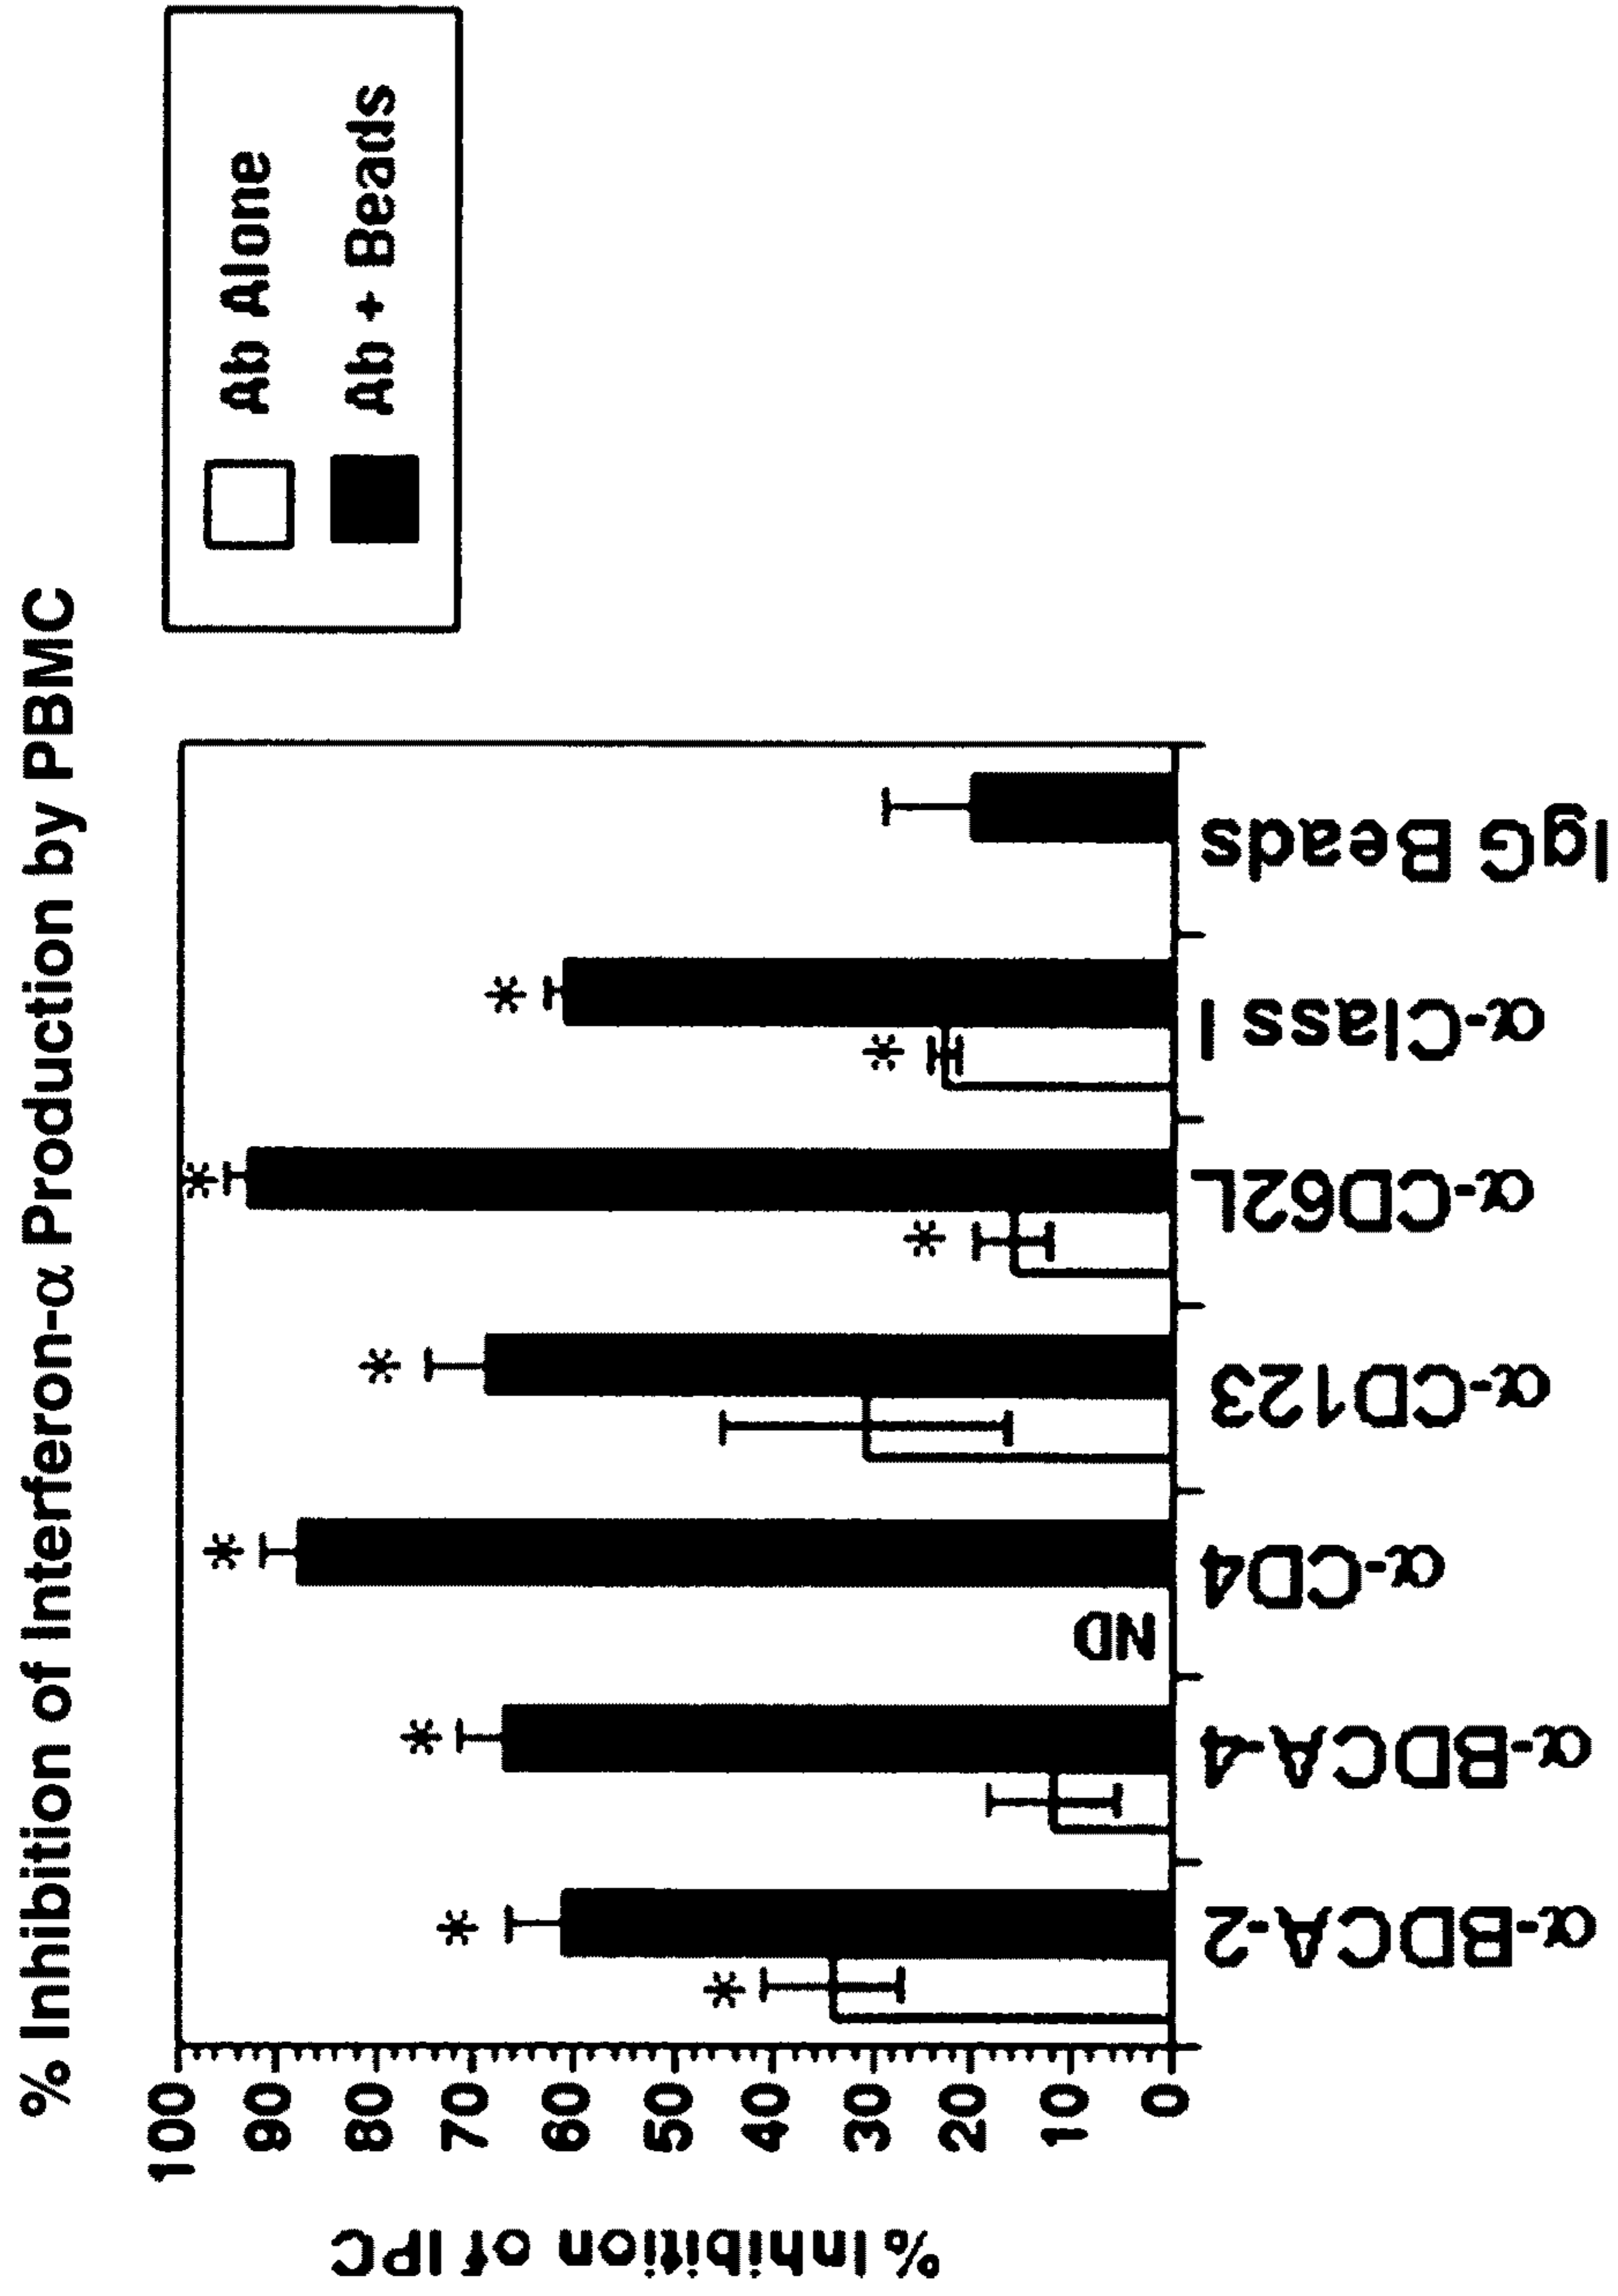 % Inhibition of Interferon-α Production by PBMC
Ab Alone
Ab + Beads
% Inhibition of IPC
100
90
80
70
60
50
40
30
20
10
0
*
*
*
ND
*
*
*
*
*
*
α-BDCA-2
α-BDCA-4
α-CD4
α-CD123
α-CD62L
α-Class I
IgG Beads